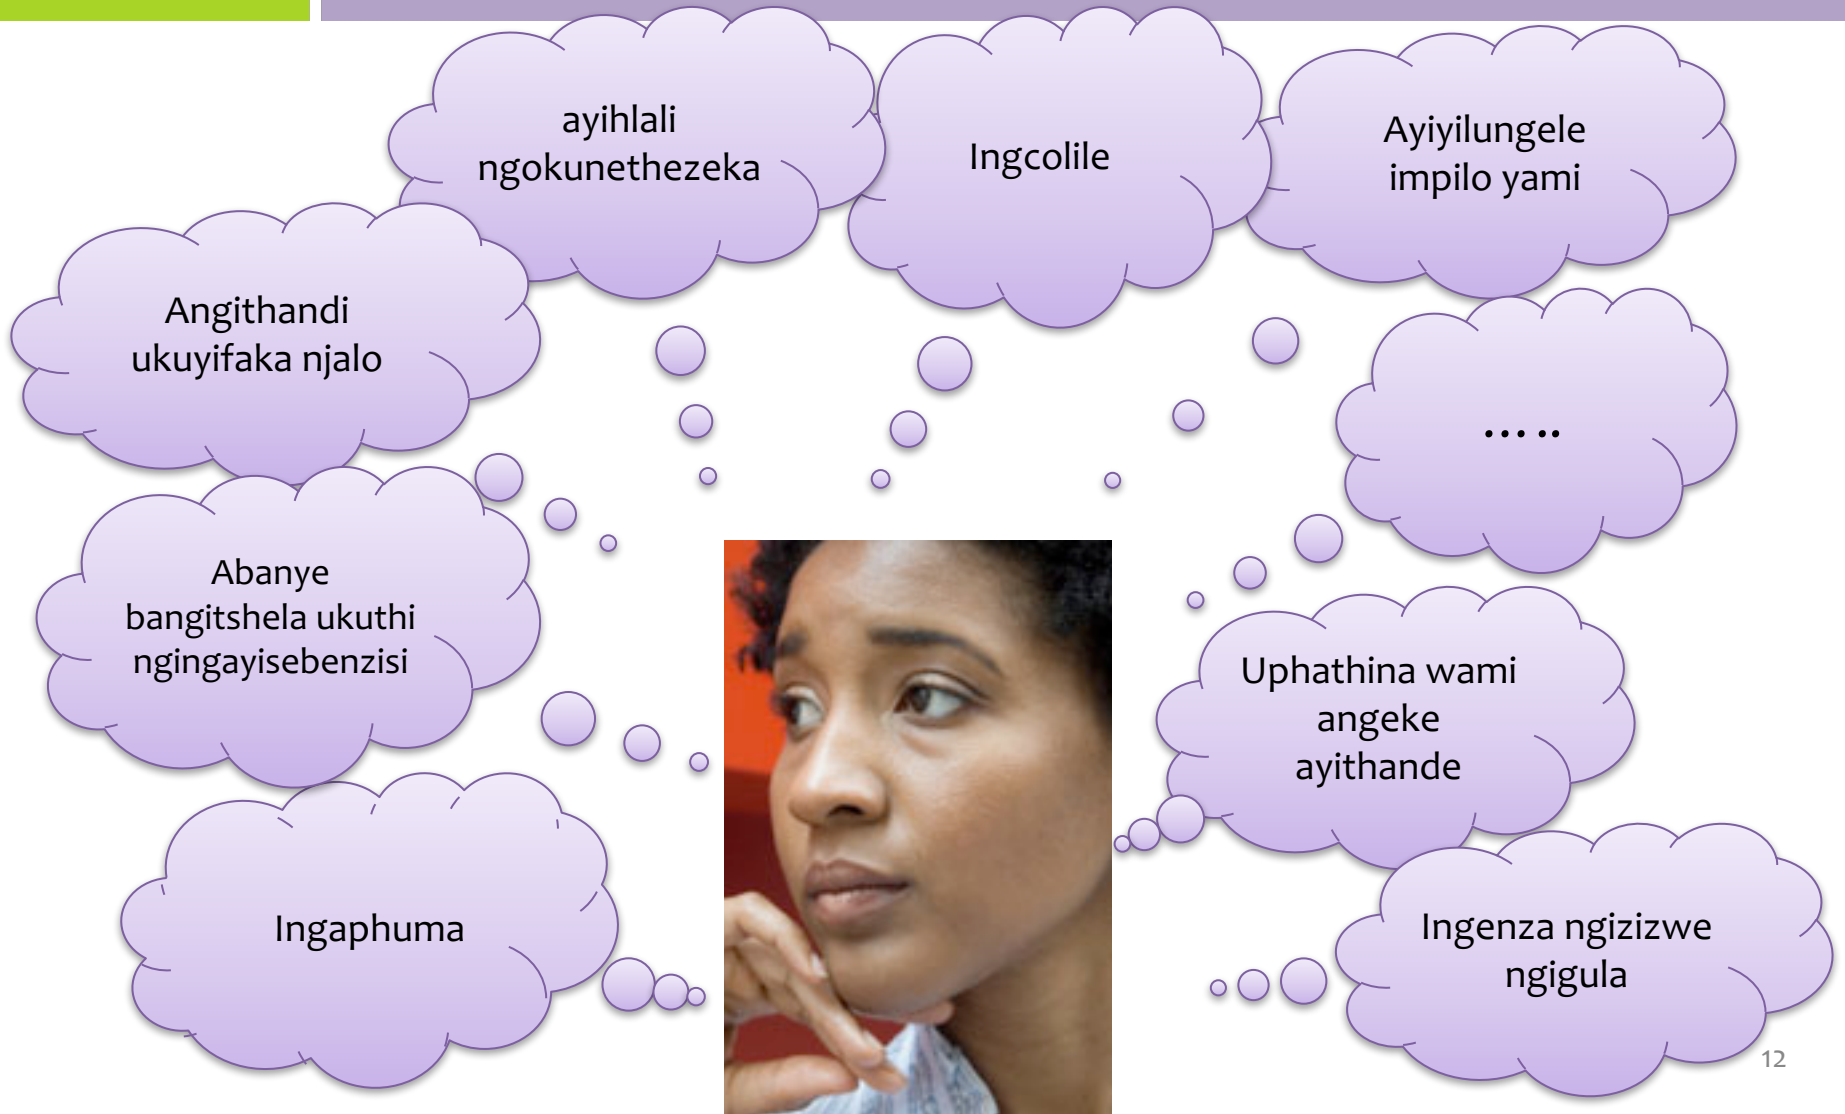 ayihlali
ngokunethezeka
Ingcolile
Ayiyilungele
impilo yami
Angithandi
ukuyifaka njalo
…..
Abanye
bangitshela ukuthi
ngingayisebenzisi
Uphathina wami
angeke
ayithande
Ingaphuma
Ingenza ngizizwe
ngigula
12